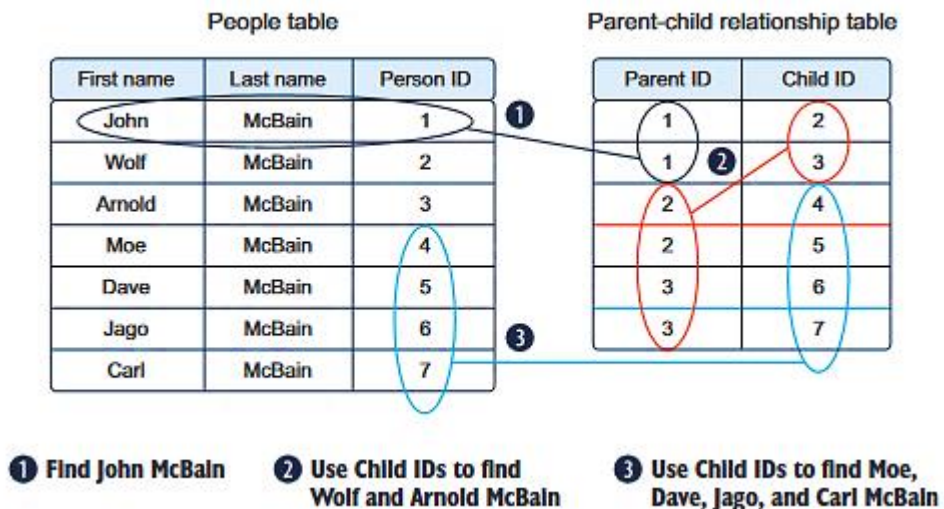 People table
First name Last name Person ID
John McBain 1
Wolf McBain 2
Arnold McBain 3
Moe McBain 4
Dave McBain 5
Jago McBain 6
Carl McBain 7
Parent-child relationship table
Parent ID Child ID
1 2
1 3
2 4
2 5
3 6
3 7
1
2
3
1 Find John McBain
2 Use Child IDs to find
Wolf and Arnold McBain
3 Use Child IDs to find Moe,
Dave, Jago, and Carl McBain